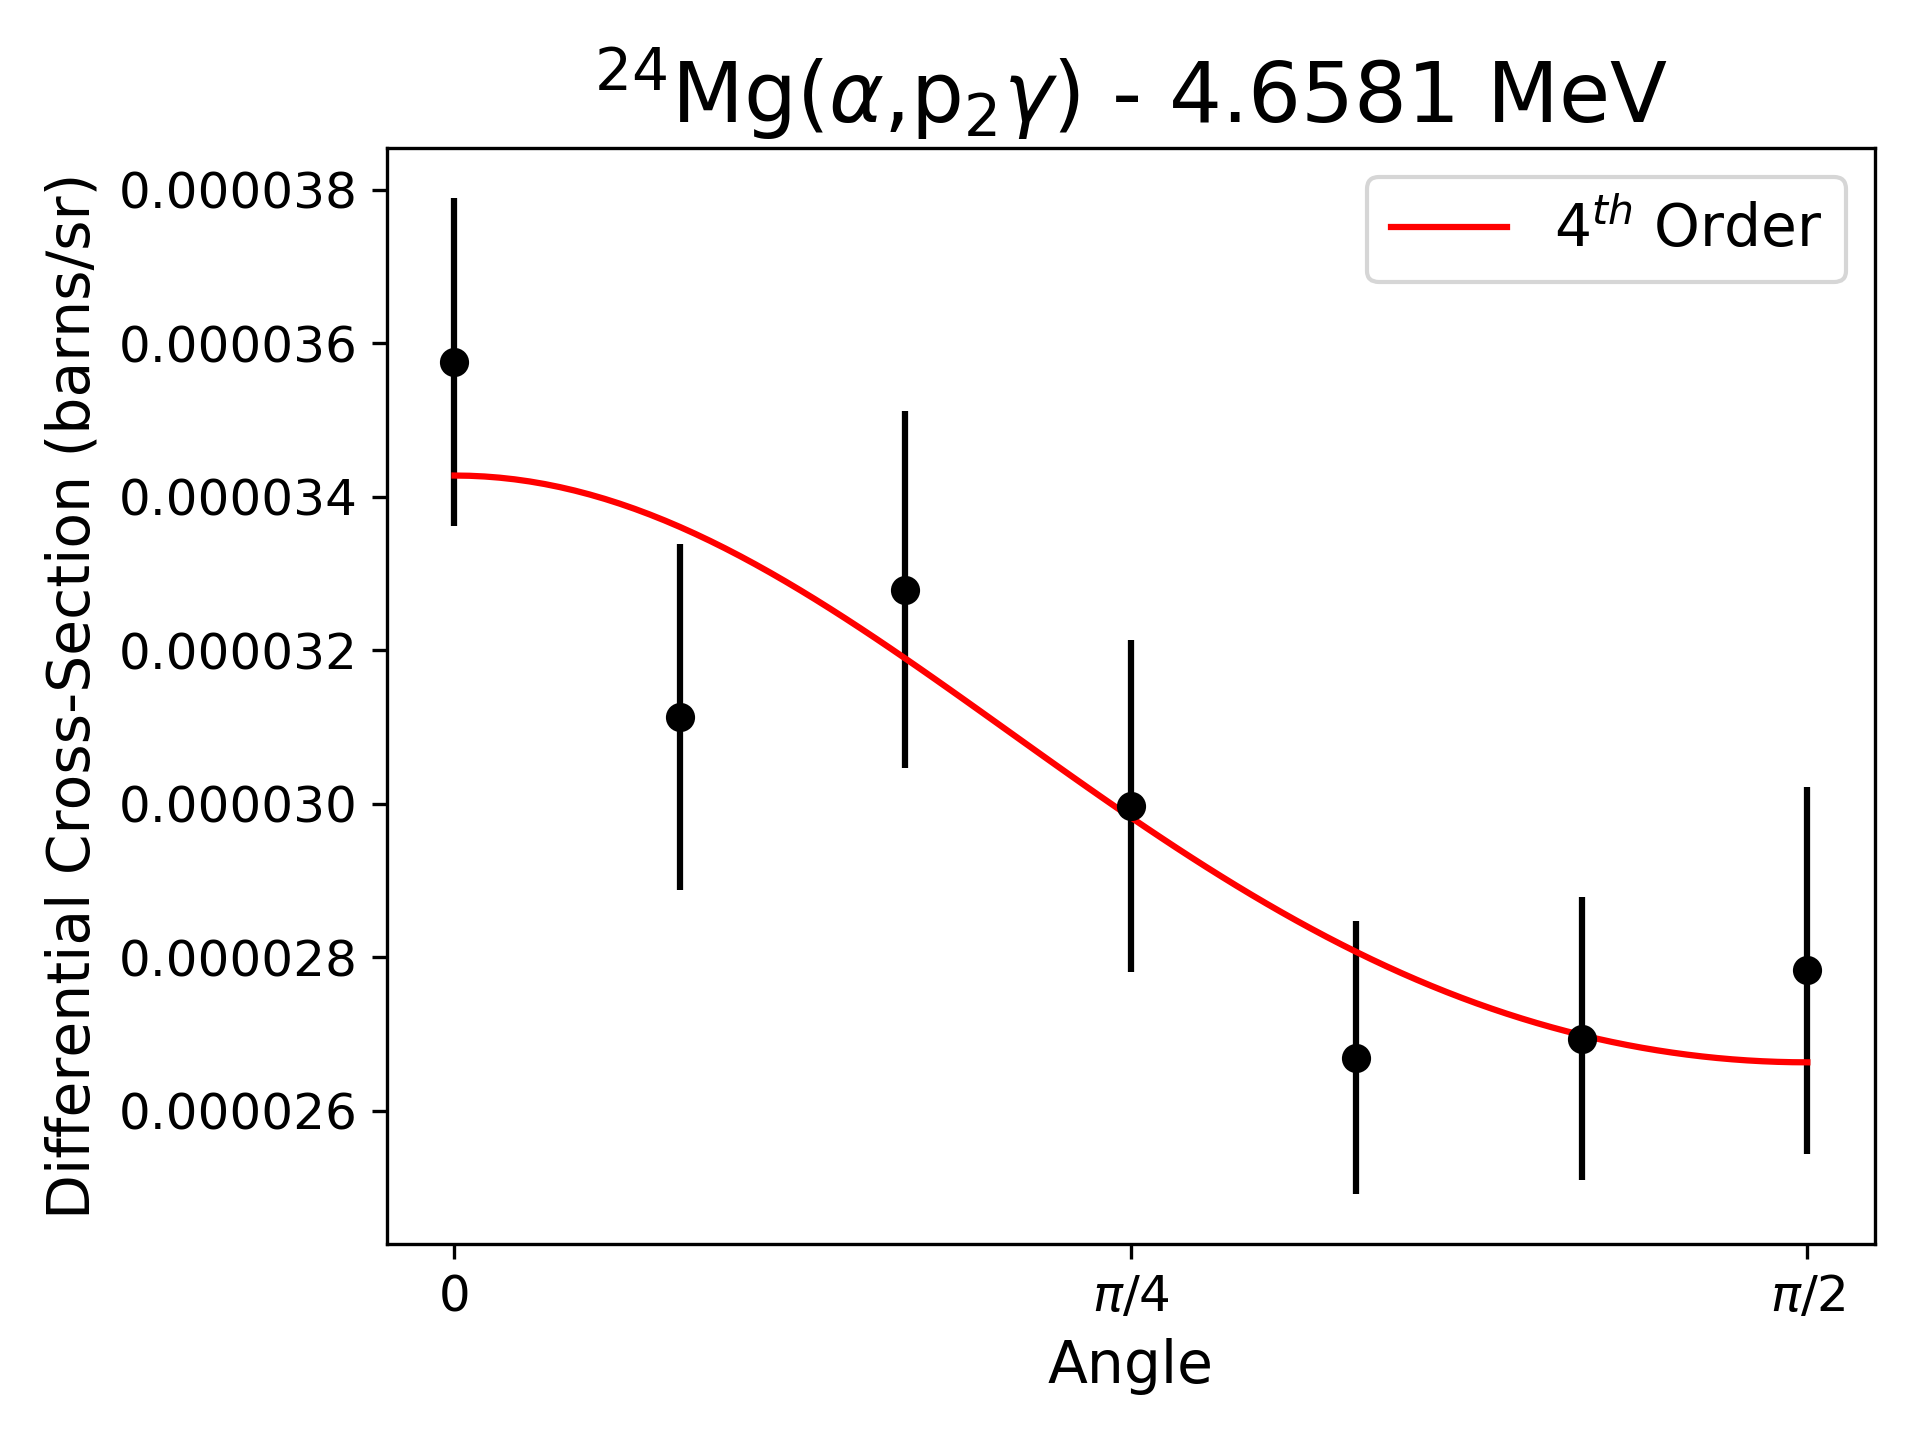 ²⁴Mg(α,p₂γ) - 4.6581 MeV
4ᵗʰ Order
Differential Cross-Section (barns/sr)
0.000038
0.000036
0.000034
0.000032
0.000030
0.000028
0.000026
0 π/4 π/2
Angle